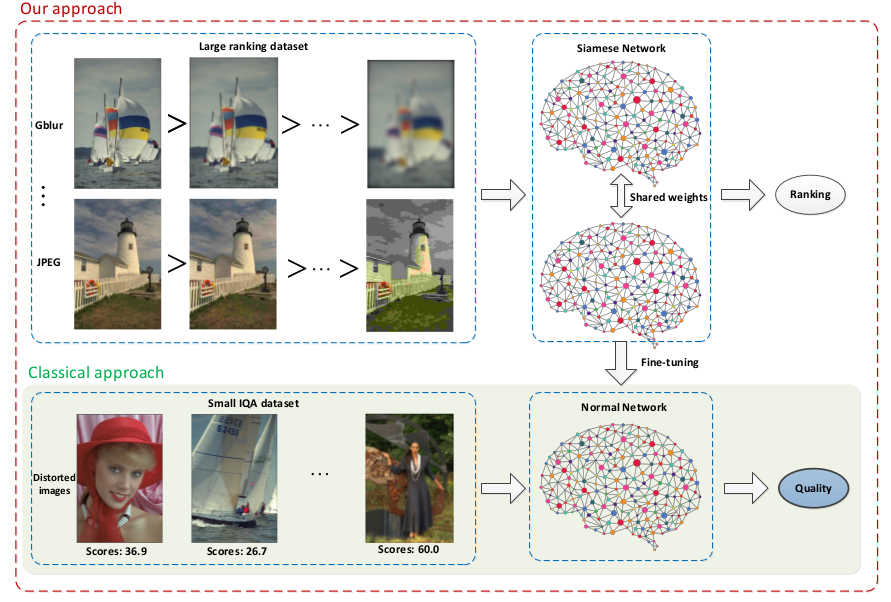 Our approach
Large ranking dataset
Siamese Network
Gblur
> > ... >
⋮
Shared weights
Ranking
JPEG
> > ... >
Fine-tuning
Classical approach
Small IQA dataset
Normal Network
Distorted
images
...
Quality
Scores: 36.9
Scores: 26.7
Scores: 60.0